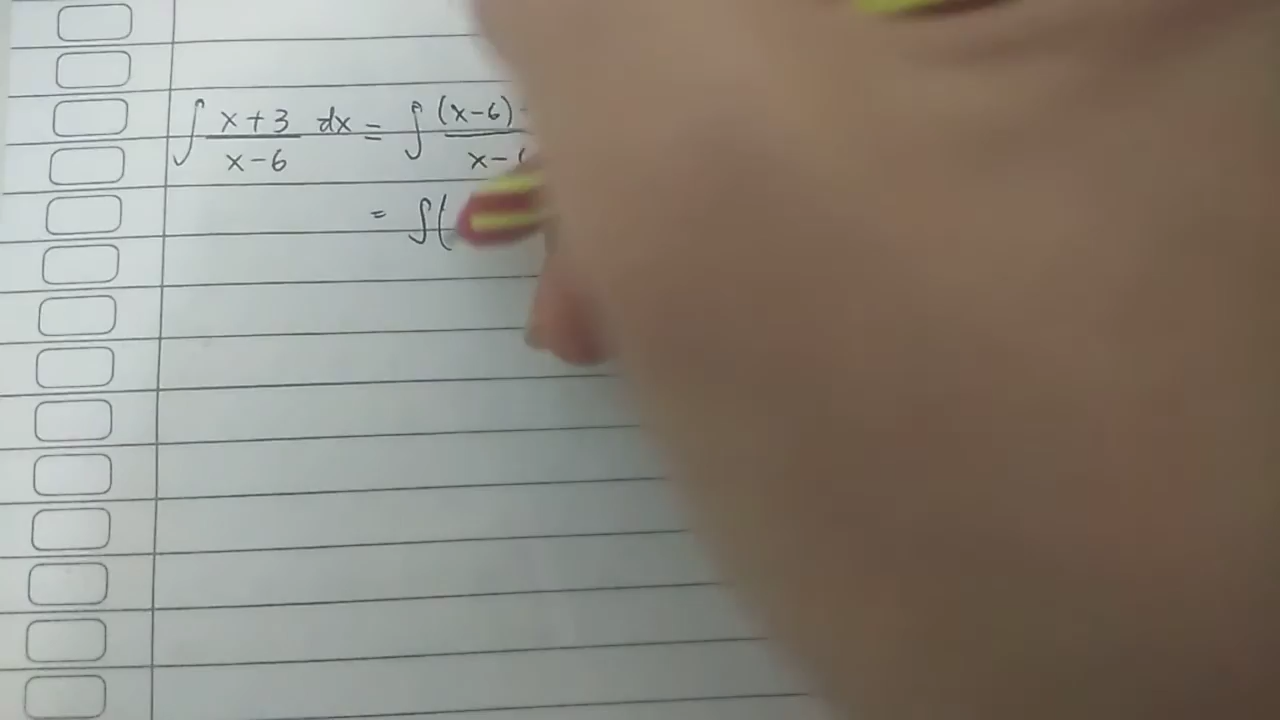 ∫ x+3 / x-6 dx = ∫ (x-6) / x-
= ∫(